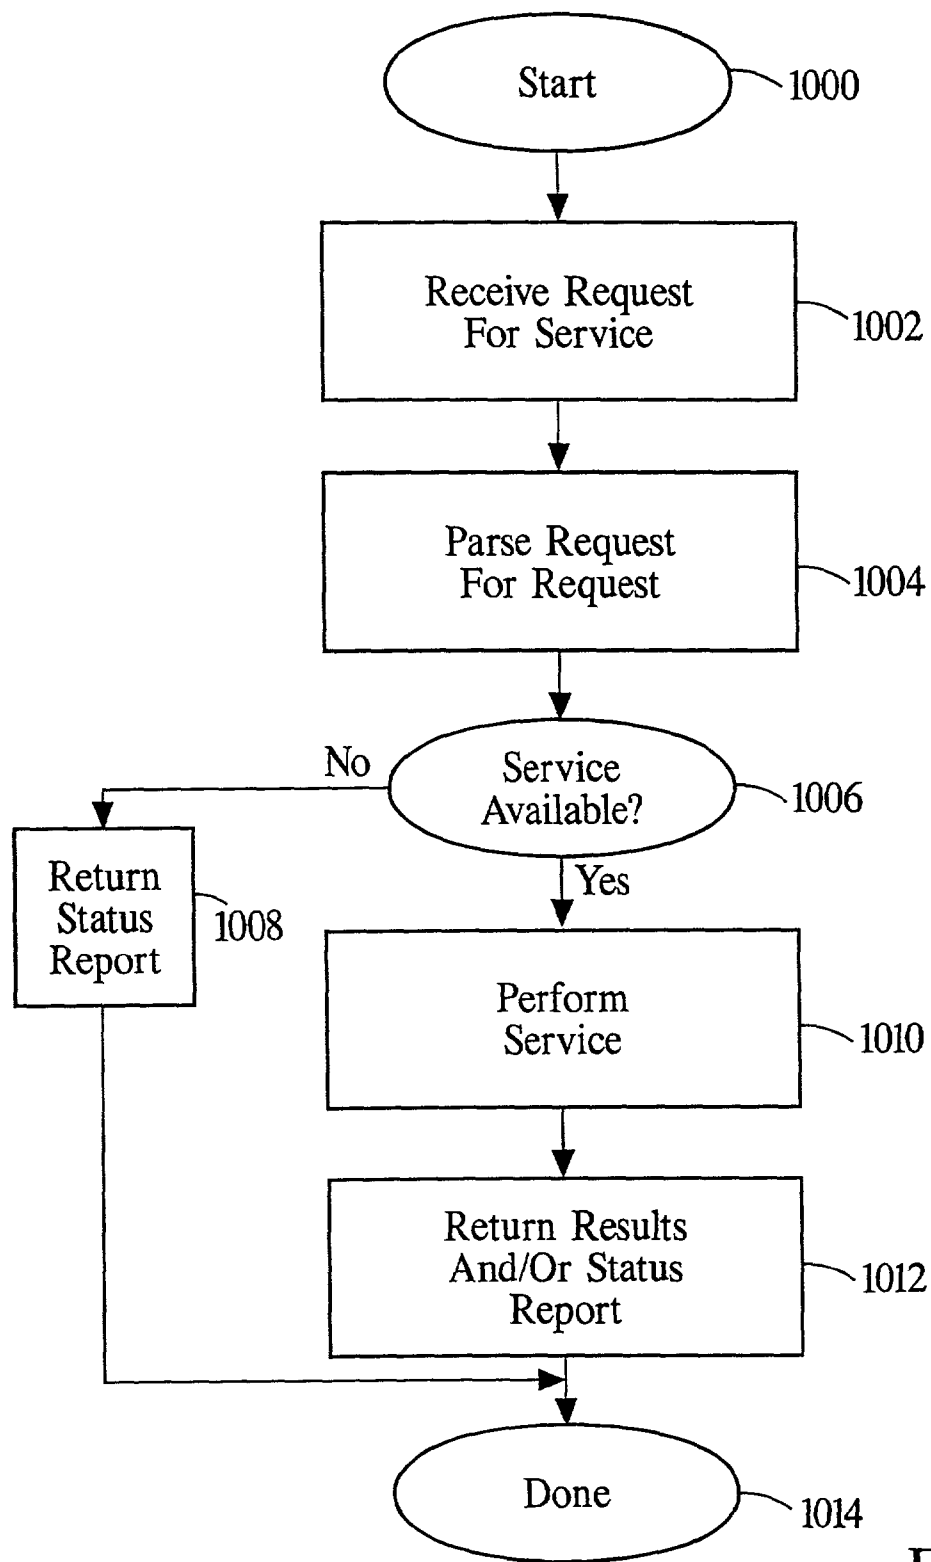 Start
1000
Receive Request
For Service
1002
Parse Request
For Request
1004
No
Service
Available?
1006
Yes
Return
Status
Report
1008
Perform
Service
1010
Return Results
And/Or Status
Report
1012
Done
1014